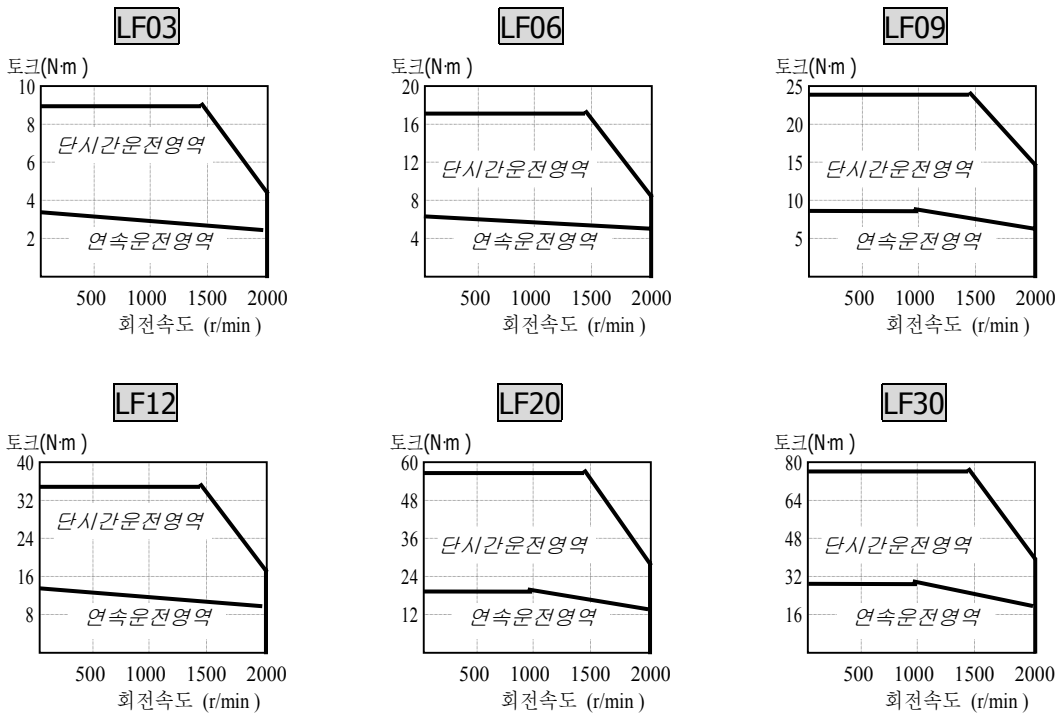 LF03
토크(N·m )
10
8
6
4
2
단시간운전영역
연속운전영역
500 1000 1500 2000
회전속도 (r/min )
LF06
토크(N·m )
20
16
12
8
4
단시간운전영역
연속운전영역
500 1000 1500 2000
회전속도 (r/min )
LF09
토크(N·m )
25
20
15
10
5
단시간운전영역
연속운전영역
500 1000 1500 2000
회전속도 (r/min )
LF12
토크(N·m )
40
32
24
16
8
단시간운전영역
연속운전영역
500 1000 1500 2000
회전속도 (r/min )
LF20
토크(N·m )
60
48
36
24
12
단시간운전영역
연속운전영역
500 1000 1500 2000
회전속도 (r/min )
LF30
토크(N·m )
80
64
48
32
16
단시간운전영역
연속운전영역
500 1000 1500 2000
회전속도 (r/min )